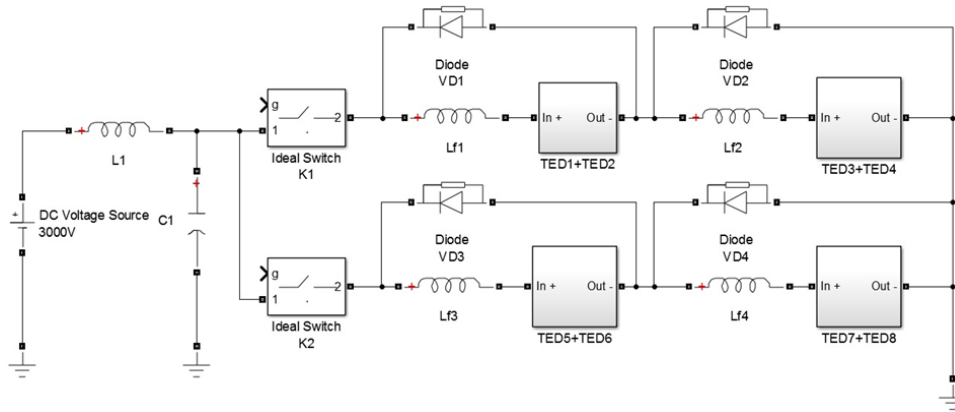 Diode
VD1
Diode
VD2
g
1
2
Ideal Switch
K1
Lf1
In +
Out -
TED1+TED2
Lf2
In +
Out -
TED3+TED4
+
L1
+
DC Voltage Source
3000V
+
C1
Diode
VD3
Diode
VD4
g
1
2
Ideal Switch
K2
+
Lf3
In +
Out -
TED5+TED6
+
Lf4
In +
Out -
TED7+TED8